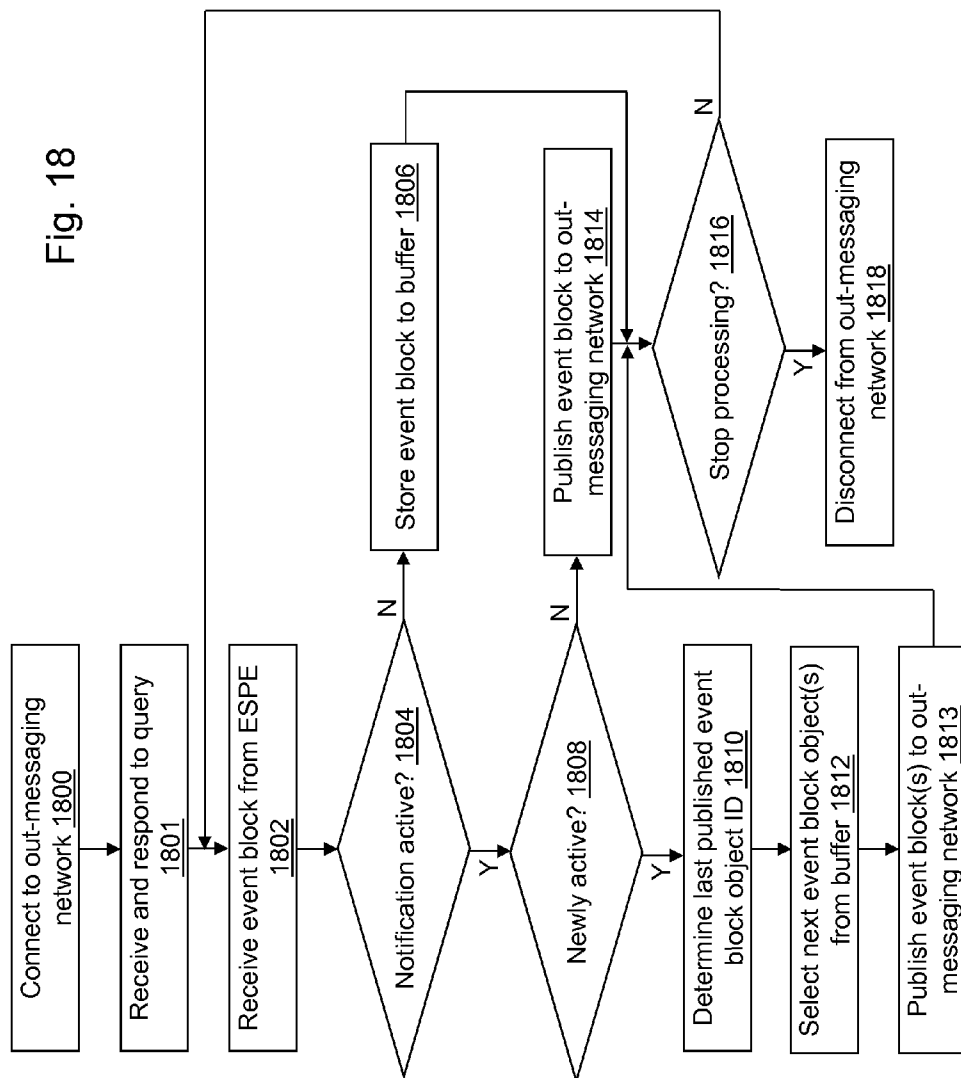 Fig. 18
Connect to out-messaging
network 1800
Receive and respond to query
1801
Receive event block from ESPE
1802
Notification active? 1804
N
Y
Store event block to buffer 1806
Newly active? 1808
N
Y
Publish event block to out-
messaging network 1814
Determine last published event
block object ID 1810
Select next event block object(s)
from buffer 1812
Publish event block(s) to out-
messaging network 1813
Stop processing? 1816
N
Y
Disconnect from out-messaging
network 1818